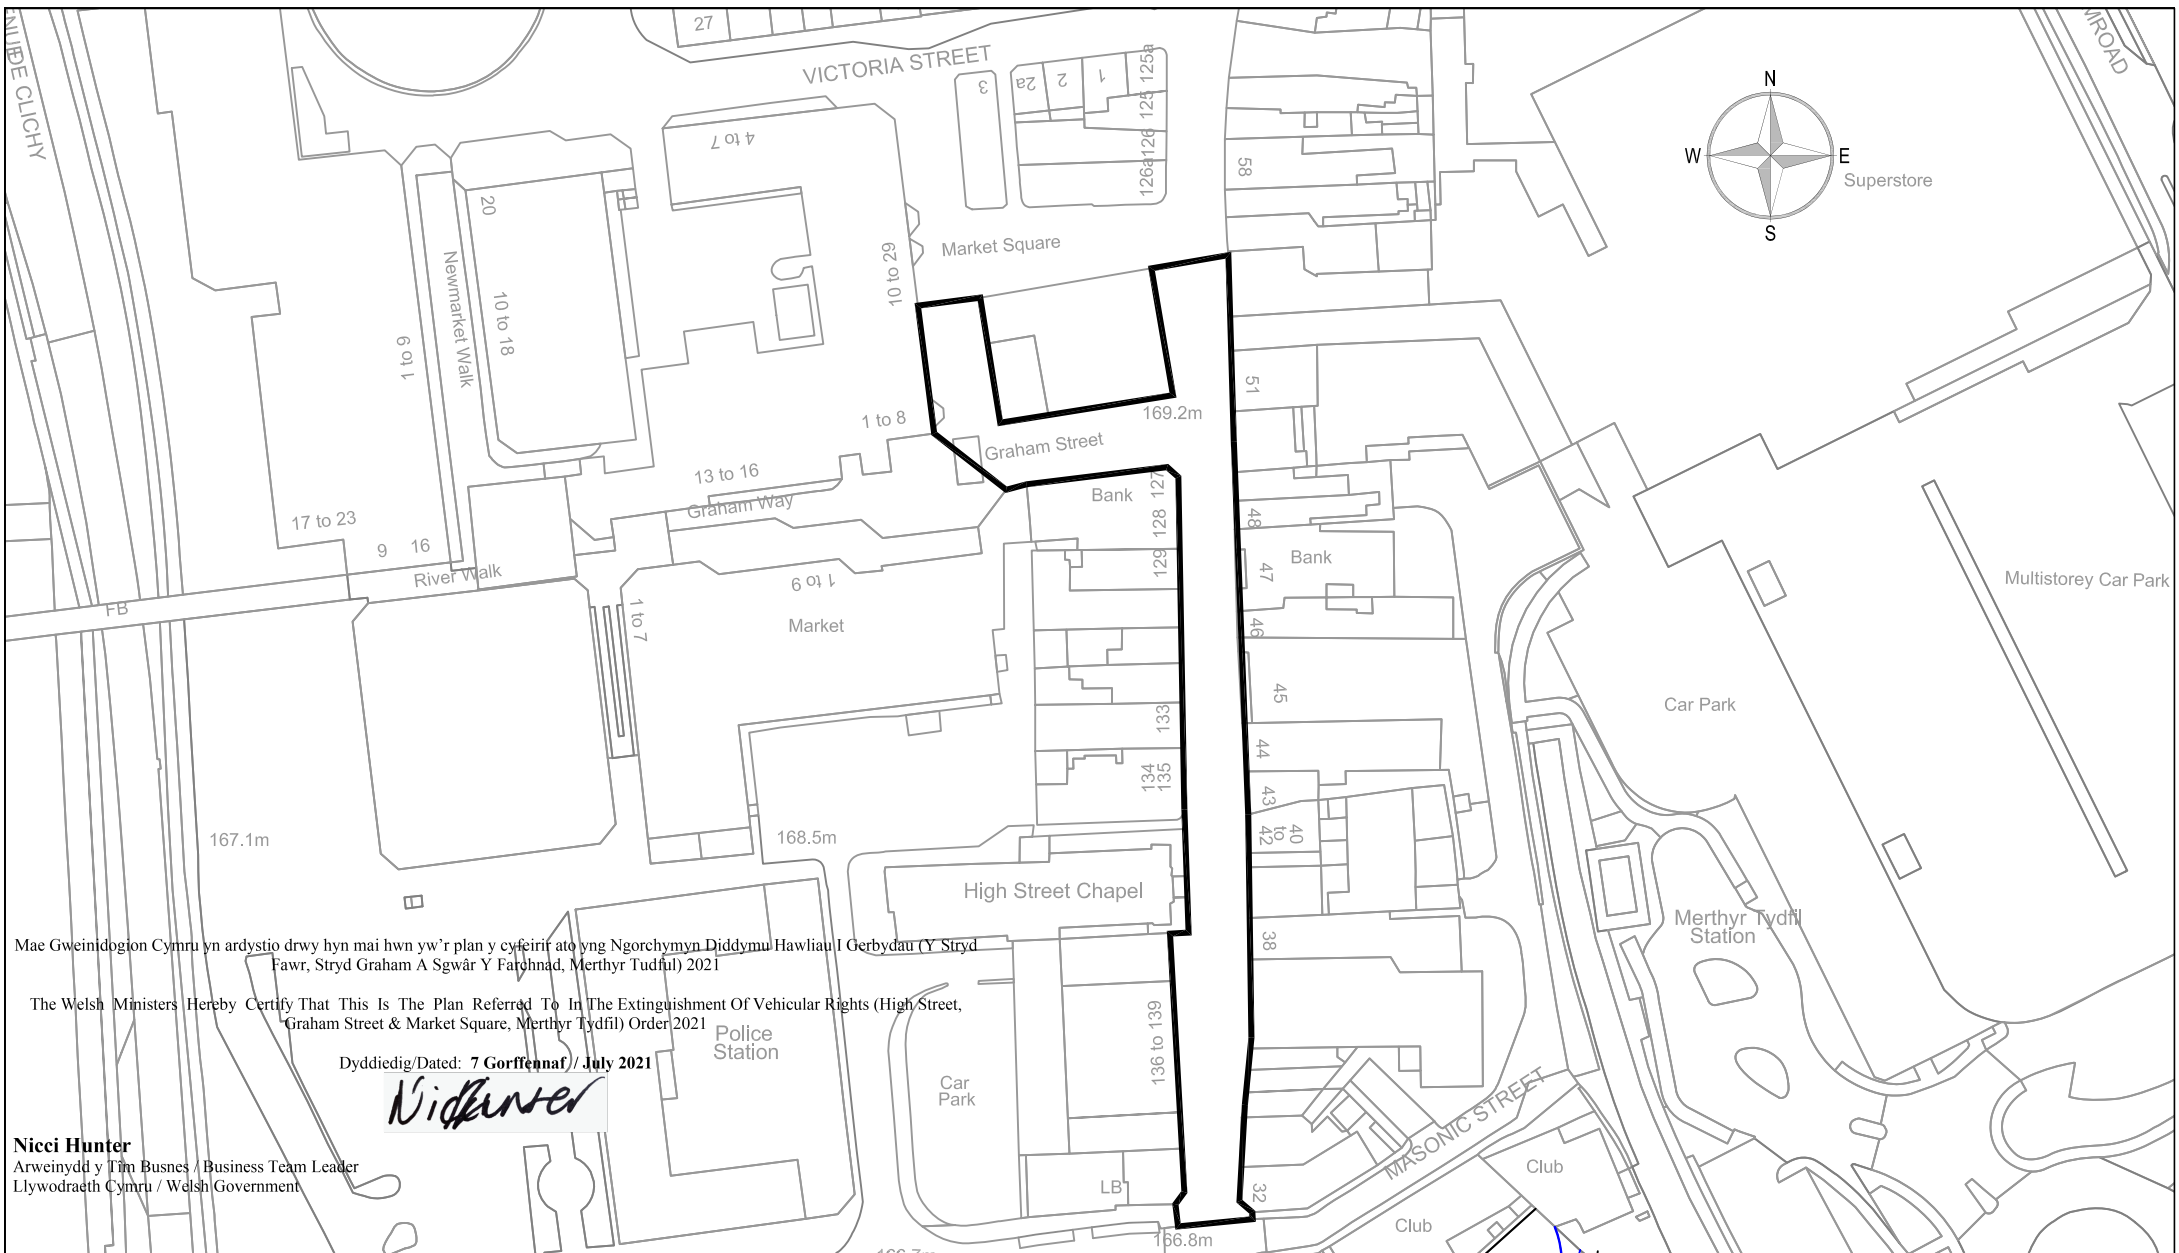 27
VICTORIA STREET
3
2a
2
1
125a
125
126
126a
4 to 7
58
N
W
E
S
Superstore
CLICHY
20
Newmarket Walk
10 to 18
1 to 9
10 to 29
Market Square
51
169.2m
1 to 8
Graham Street
13 to 16
Graham Way
Bank
127
128
129
48
Bank
47
46
17 to 23
9
16
River Walk
FB
1 to 7
1 to 9
Market
Multistorey Car Park
45
Car Park
133
44
134
135
43
40
to
42
167.1m
168.5m
High Street Chapel
Merthyr Tydfil
Station
38
Mae Gweinidogion Cymru yn ardystio drwy hyn mai hwn yw'r plan y cyfeirir ato yng Ngorchymyn Diddymu Hawliau I Gerbydau (Y Stryd
Fawr, Stryd Graham A Sgwâr Y Farchnad, Merthyr Tudful) 2021
The Welsh Ministers Hereby Certify That This Is The Plan Referred To In The Extinguishment Of Vehicular Rights (High Street,
Graham Street & Market Square, Merthyr Tydfil) Order 2021
Police
Station
136 to 139
Dyddiedig/Dated: 7 Gorffennaf / July 2021
Car
Park
MASONIC STREET
Nicci Hunter
Arweinydd y Tîm Busnes / Business Team Leader
Llywodraeth Cymru / Welsh Government
LB
32
Club
Club
166.8m